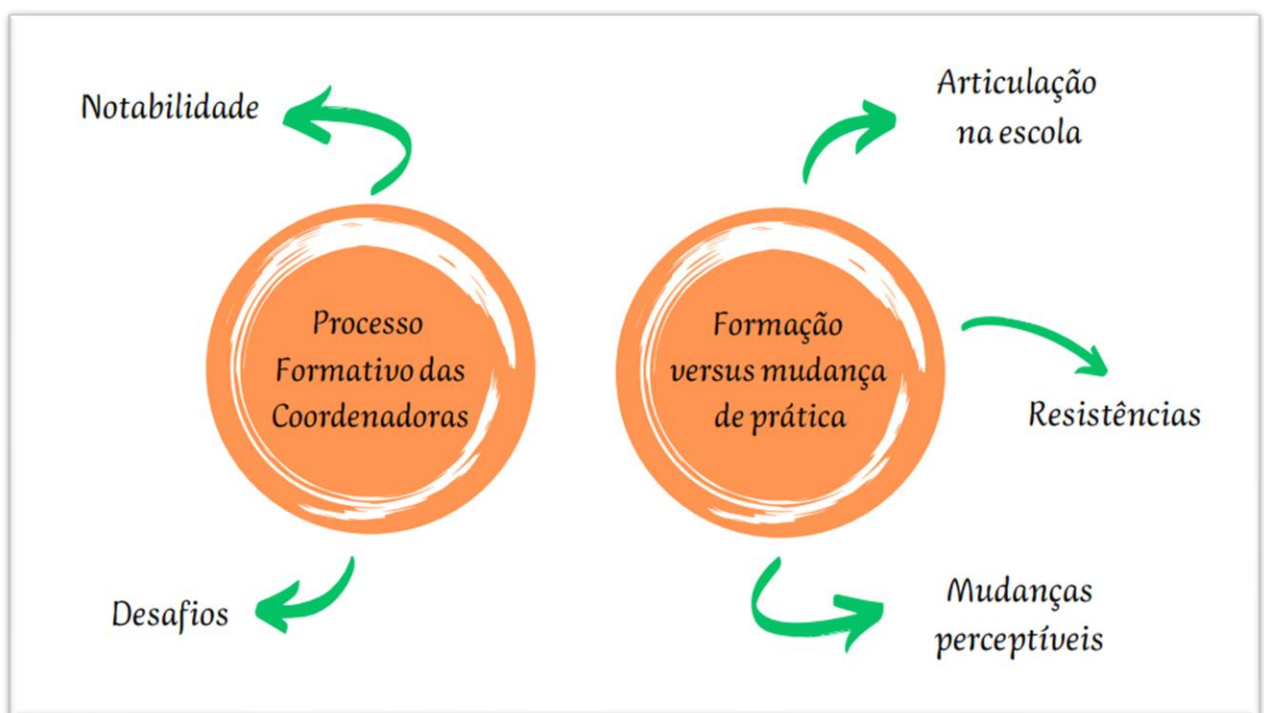 Notabilidade
Processo
Formativo das
Coordenadoras
Desafios
Articulação
na escola
Formação
versus mudança
de prática
Resistências
Mudanças
perceptíveis